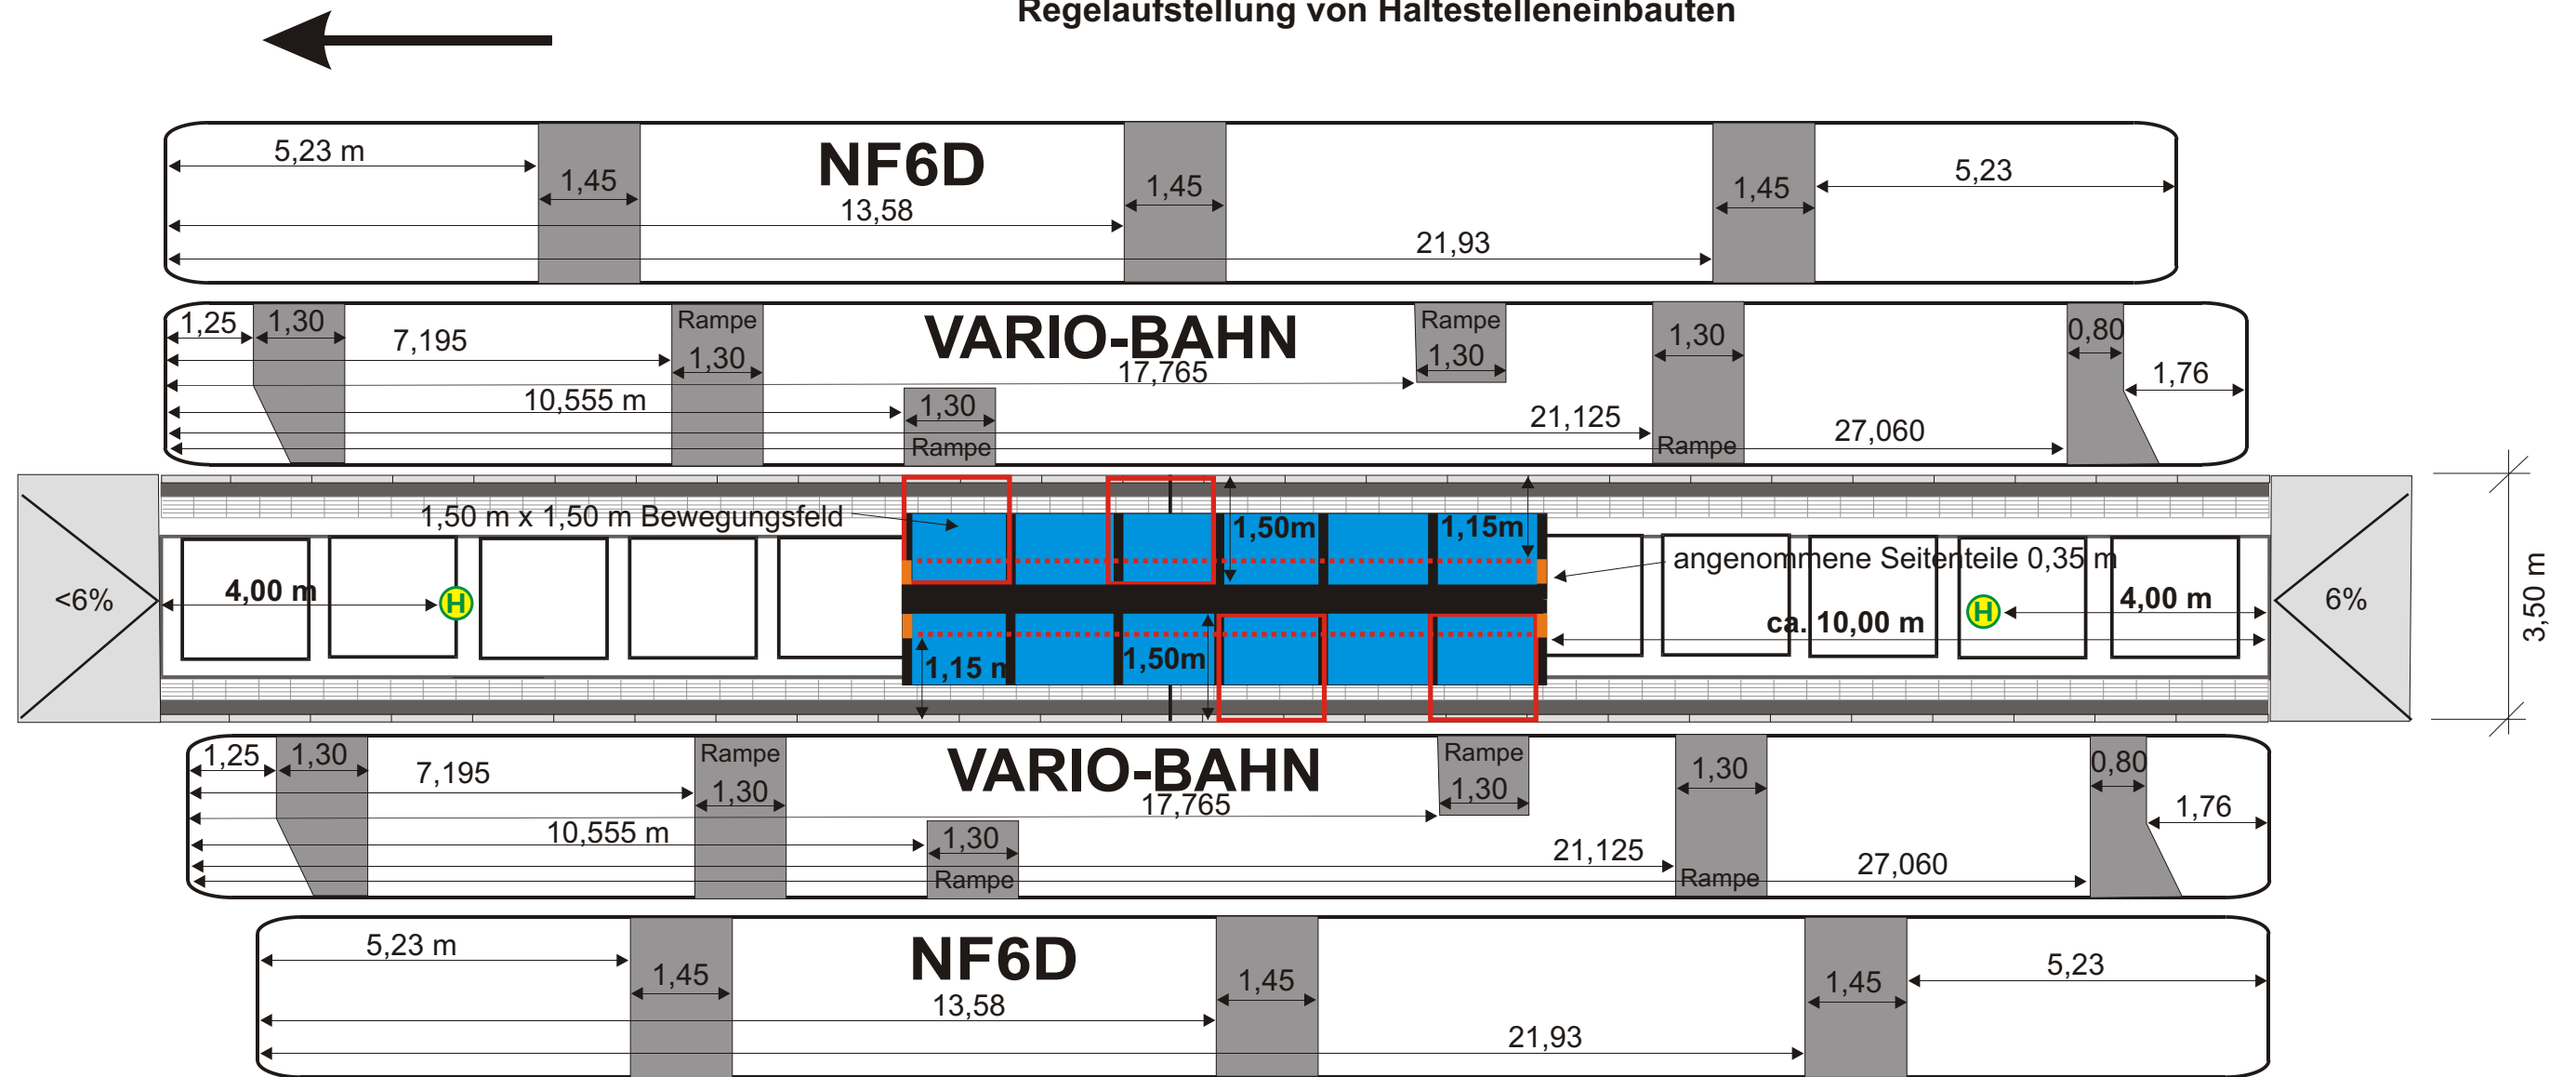 Regelaufstellung von Haltestelleneinbauten
5,23 m
1,45
NF6D
13,58
1,45
21,93
1,45
5,23
1,25
1,30
7,195
Rampe
1,30
VARIO-BAHN
17,765
10,555 m
1,30
Rampe
Rampe
1,30
21,125
1,30
Rampe
27,060
0,80
1,76
<6%
4,00 m
H
1,50 m x 1,50 m Bewegungsfeld
1,50m
1,15m
1,15 m
1,50m
angenommene Seitenteile 0,35 m
ca. 10,00 m
H
4,00 m
6%
3,50 m
1,25
1,30
7,195
Rampe
1,30
VARIO-BAHN
17,765
10,555 m
1,30
Rampe
Rampe
1,30
21,125
1,30
Rampe
27,060
0,80
1,76
5,23 m
1,45
NF6D
13,58
1,45
21,93
1,45
5,23